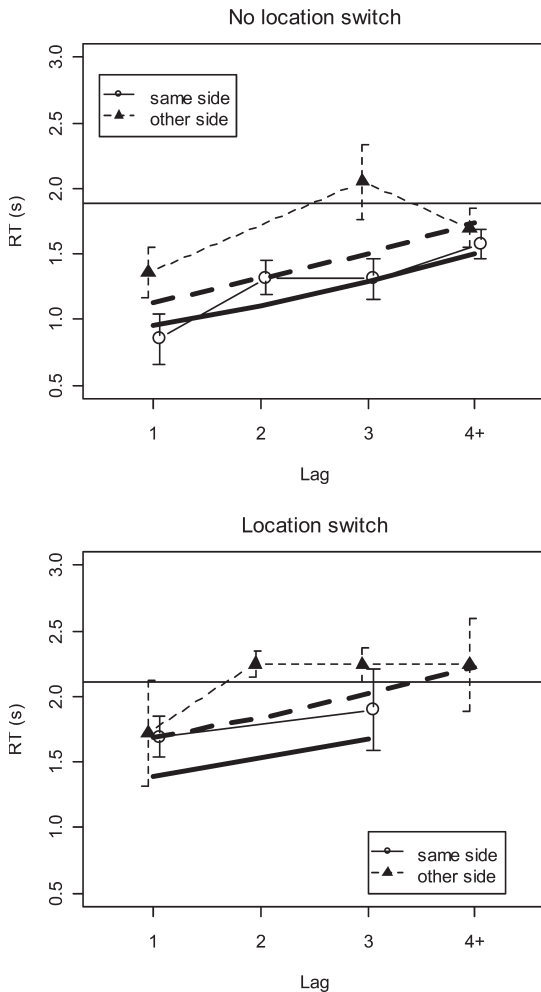 No location switch
3.0
2.5
2.0
1.5
1.0
0.5
RT (s)
same side
other side
1 2 3 4+
Lag
Location switch
3.0
2.5
2.0
1.5
1.0
0.5
RT (s)
same side
other side
1 2 3 4+
Lag